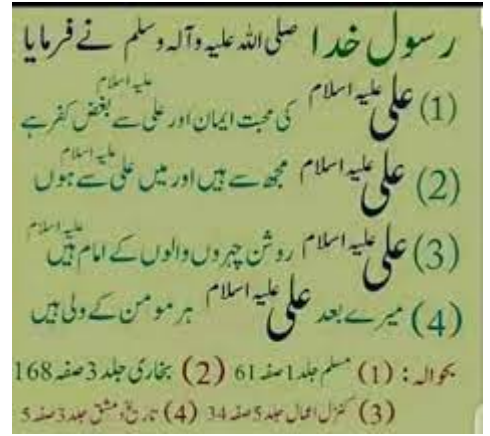 رسول خدا صلی اللہ علیہ وآلہ وسلم نے فرمایا
(1) علی علیہ اسلام کی محبت ایمان اور علی علیہ اسلام سے بغض کفر ہے
(2) علی علیہ اسلام مجھ سے ہیں اور میں علی علیہ اسلام سے ہوں
(3) علی علیہ اسلام روشن چہروں والوں کے امام ہیں علیہ اسلام
(4) میرے بعد علی علیہ اسلام ہر مومن کے ولی ہیں
بحوالہ: (1) مسلم جلد 1 صفہ 61 (2) بخاری جلد 3 صفہ 168
(3) کنزل اعمال جلد 5 صفہ 34 (4) تاریخ دمشق جلد 3 صفہ 5